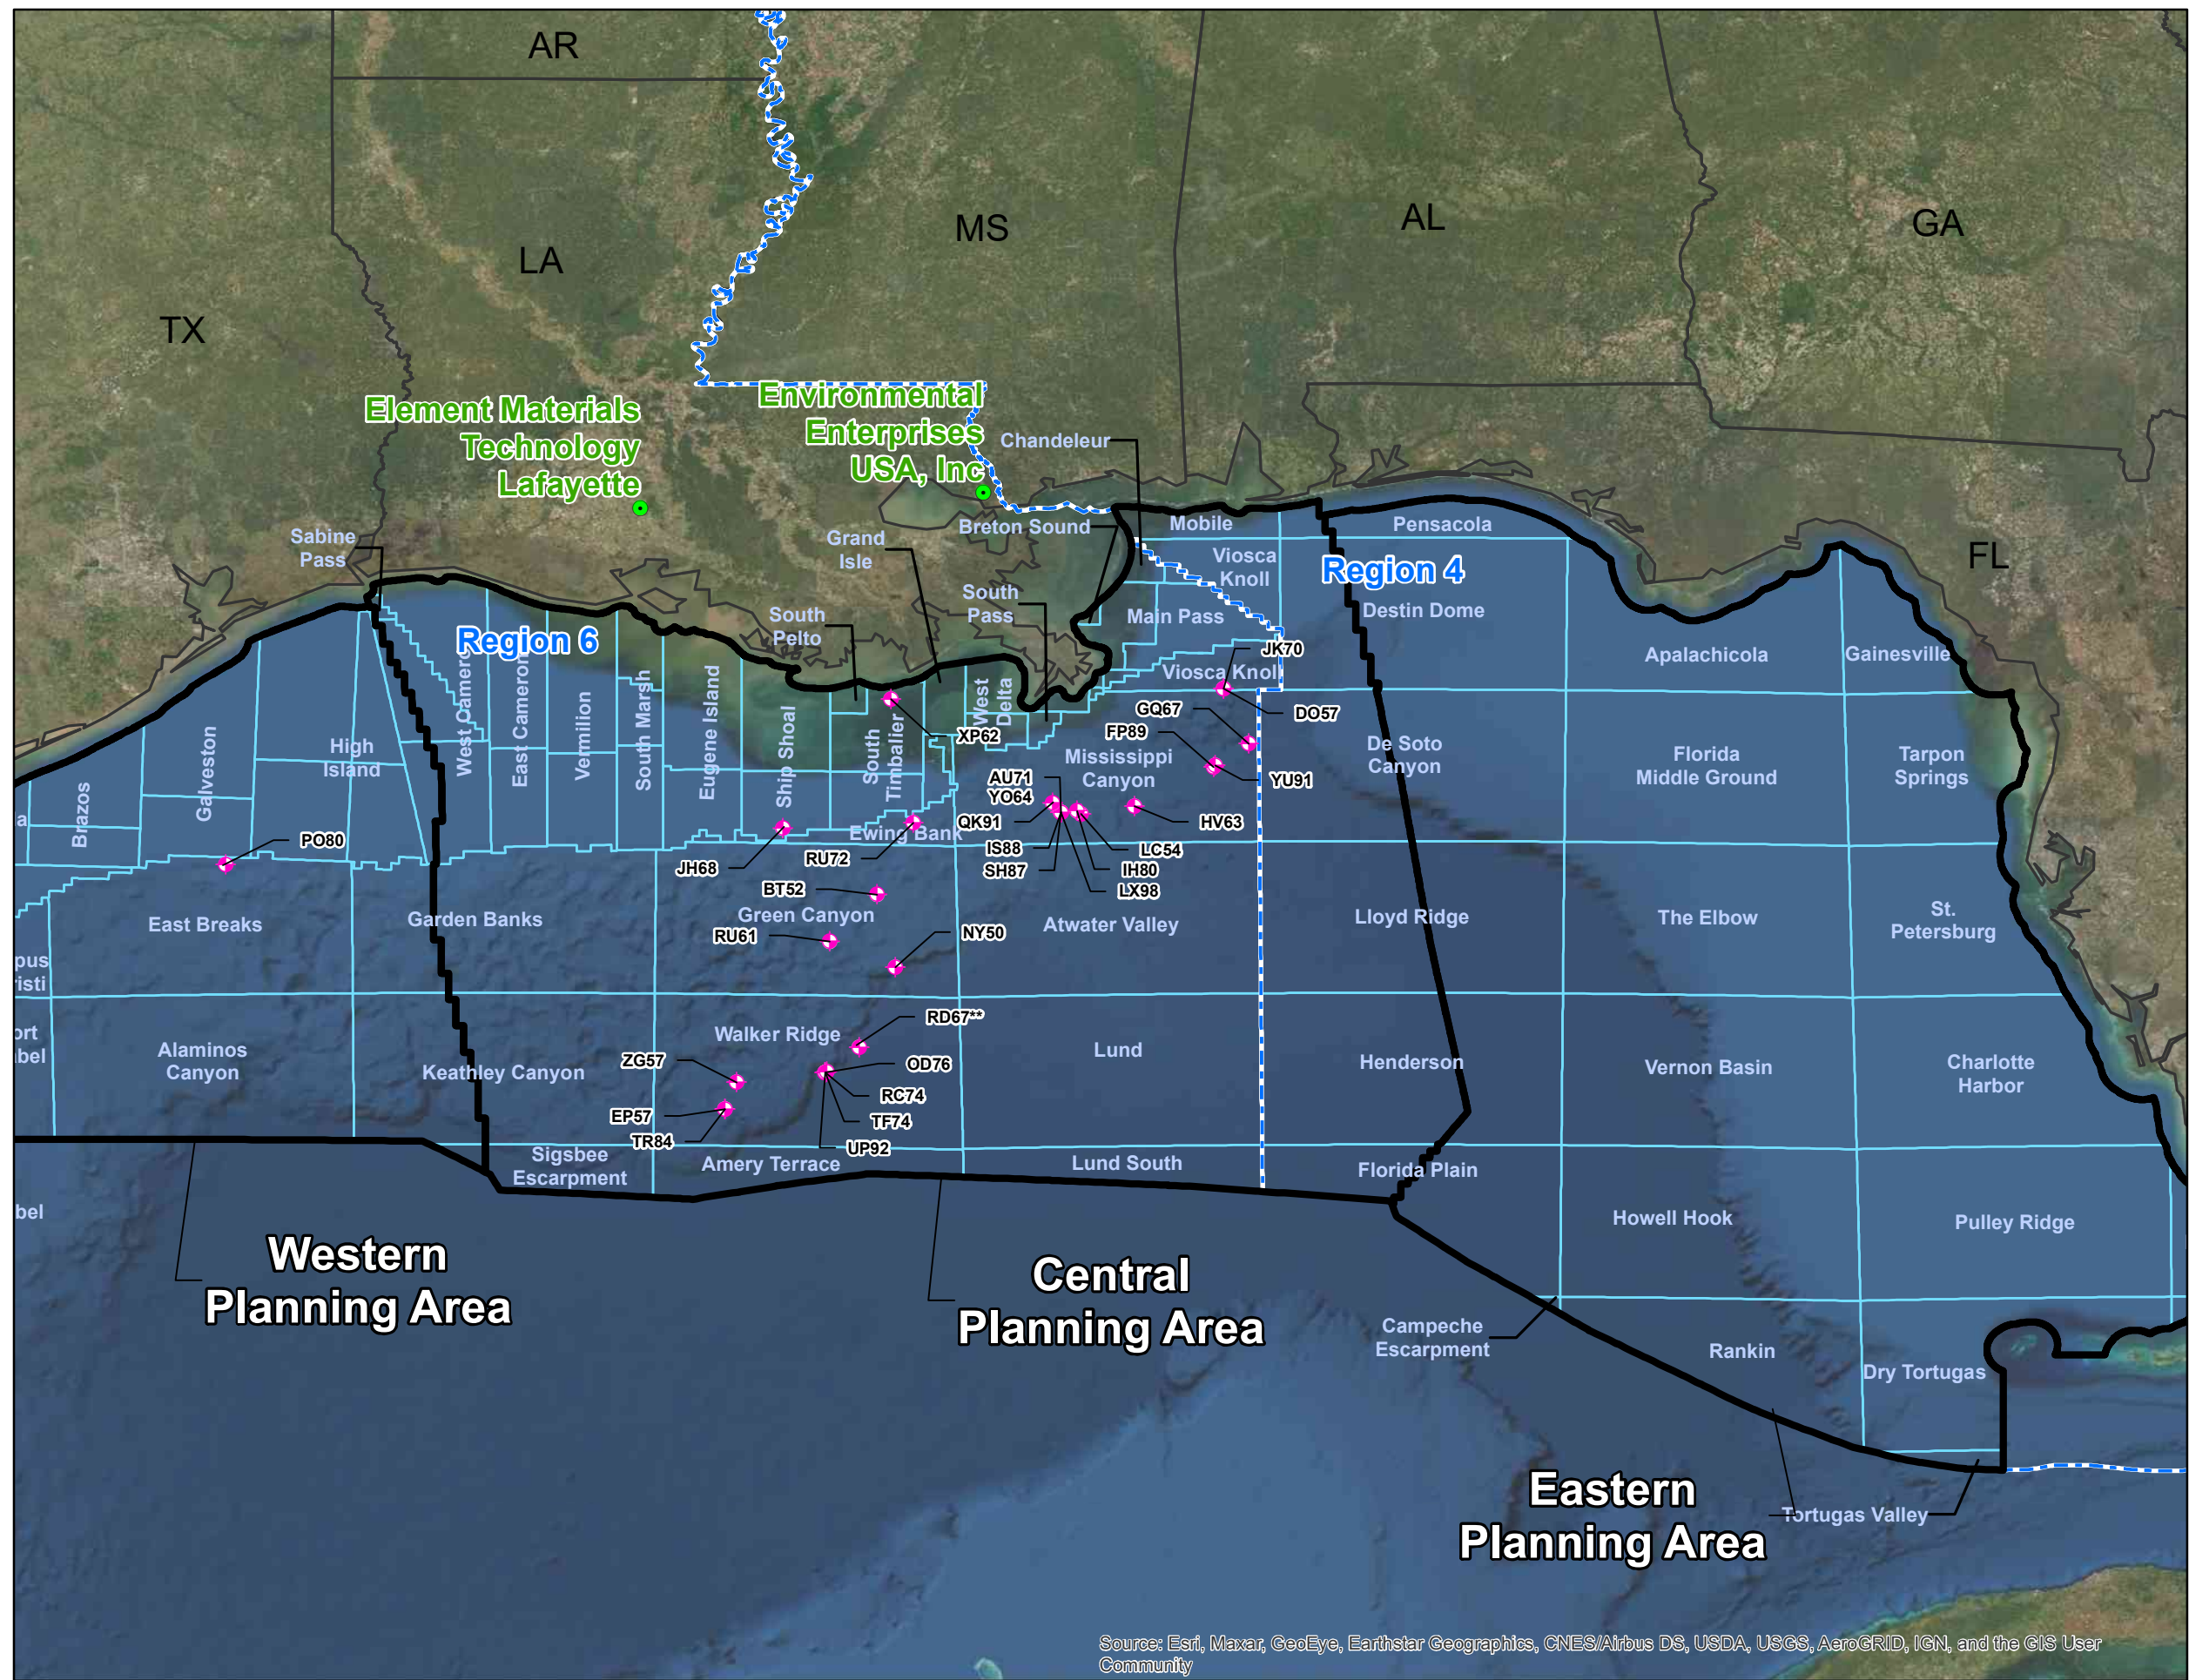 AR
LA
MS
AL
GA
TX
FL
Element Materials
Technology
Lafayette
Environmental
Enterprises
USA, Inc
Chandeleur
Breton Sound
Mobile
Pensacola
Sabine
Pass
Grand
Isle
Viosca
Knoll
Region 4
Destin Dome
South
Pass
Main Pass
South
Pelto
Region 6
JK70
Viosca Knoll
Apalachicola
Gainesville
West Camero
East Cameron
Vermilion
South Marsh
Eugene Island
Ship Shoal
South
Timbalier
West
Delta
XP62
GQ67
DO57
FP89
YU91
Mississippi
Canyon
De Soto
Canyon
Florida
Middle Ground
Tarpon
Springs
High
Island
Galveston
Brazos
a
AU71
YO64
QK91
IS88
SH87
HV63
LC54
IH80
LX98
PO80
Ewing Bank
JH68
RU72
BT52
Green Canyon
RU61
NY50
East Breaks
Garden Banks
Atwater Valley
Lloyd Ridge
The Elbow
St.
Petersburg
pus
risti
ort
bel
Alaminos
Canyon
Keathley Canyon
Walker Ridge
RD67**
ZG57
OD76
RC74
EP57
TF74
TR84
UP92
Lund
Henderson
Vernon Basin
Charlotte
Harbor
Sigsbee
Escarpment
Amery Terrace
Lund South
Florida Plain
bel
Howell Hook
Pulley Ridge
Western
Planning Area
Central
Planning Area
Campeche
Escarpment
Rankin
Dry Tortugas
Eastern
Planning Area
Tortugas Valley
Source: Esri, Maxar, GeoEye, Earthstar Geographics, CNES/Airbus DS, USDA, USGS, AeroGRID, IGN, and the GIS User
Community